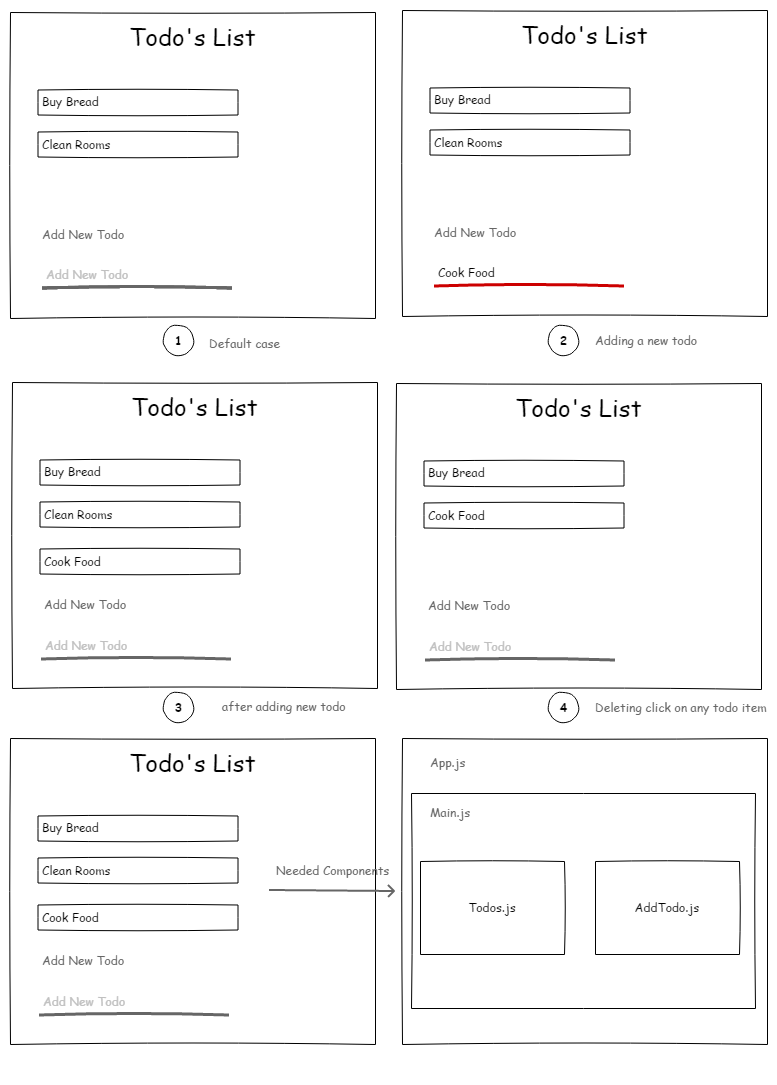 Todo's List
Buy Bread
Clean Rooms
Add New Todo
Add New Todo
1 Default case
Todo's List
Buy Bread
Clean Rooms
Add New Todo
Cook Food
2 Adding a new todo
Todo's List
Buy Bread
Clean Rooms
Cook Food
Add New Todo
Add New Todo
3 after adding new todo
Todo's List
Buy Bread
Cook Food
Add New Todo
Add New Todo
4 Deleting click on any todo item
Todo's List
Buy Bread
Clean Rooms
Cook Food
Add New Todo
Add New Todo
Needed Components
App.js
Main.js
Todos.js
AddTodo.js